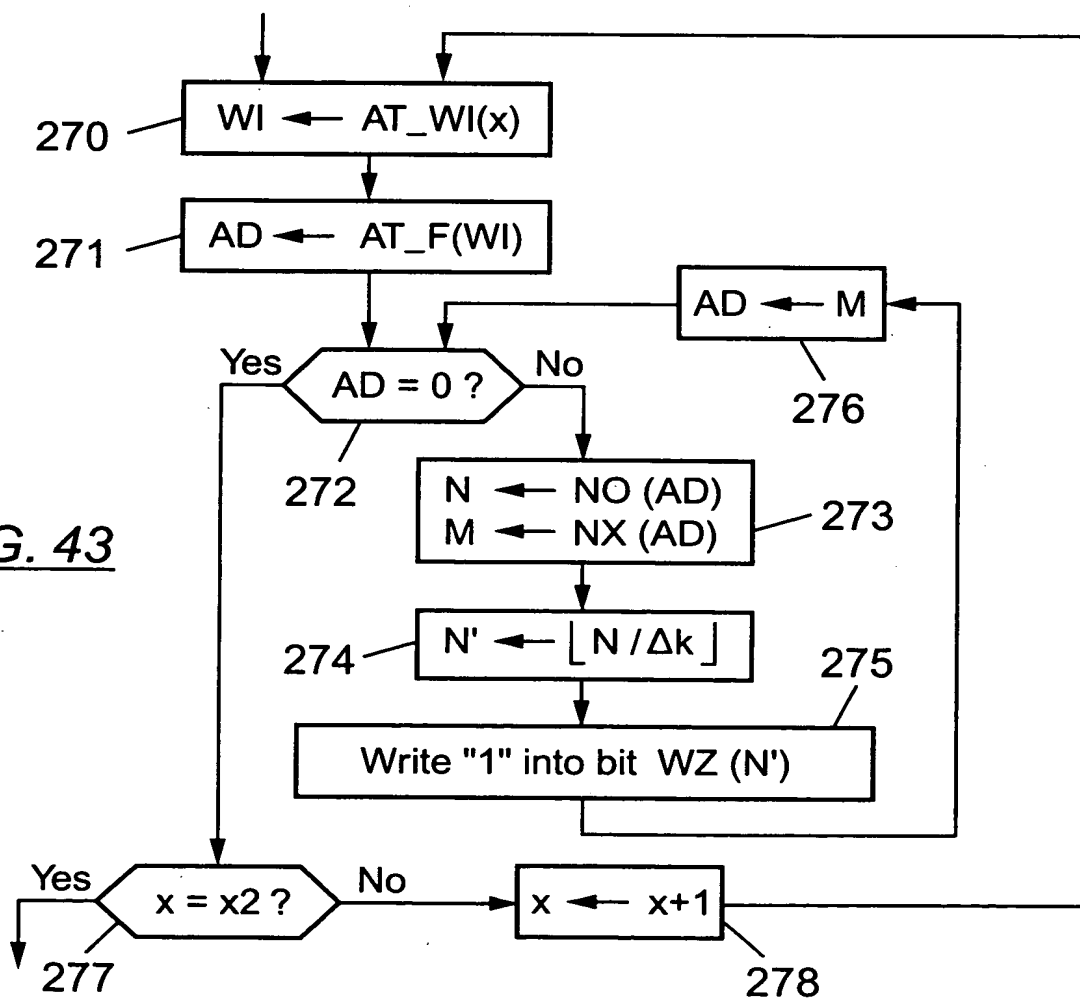 WI ← AT_WI(x)
270
AD ← AT_F(WI)
271
AD ← M
276
Yes
AD = 0 ?
No
272
N ← NO (AD)
M ← NX (AD)
273
G. 43
N' ← ⌊ N / Δk ⌋
274
275
Write "1" into bit WZ (N')
Yes
x = x2 ?
No
x ← x+1
277
278